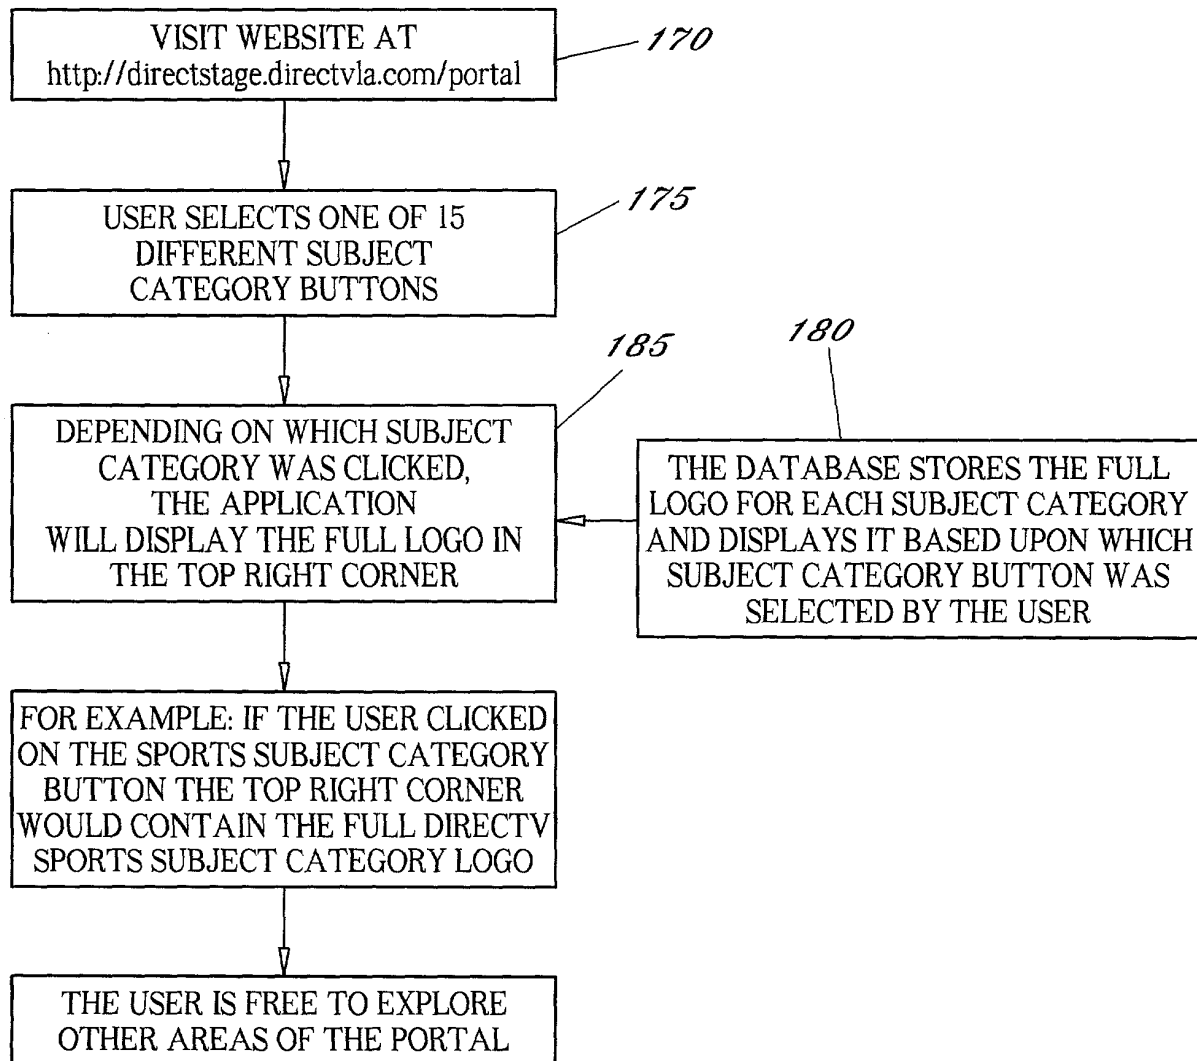 VISIT WEBSITE AT
http://directstage.directvla.com/portal
170
USER SELECTS ONE OF 15
DIFFERENT SUBJECT
CATEGORY BUTTONS
175
DEPENDING ON WHICH SUBJECT
CATEGORY WAS CLICKED,
THE APPLICATION
WILL DISPLAY THE FULL LOGO IN
THE TOP RIGHT CORNER
185
180
THE DATABASE STORES THE FULL
LOGO FOR EACH SUBJECT CATEGORY
AND DISPLAYS IT BASED UPON WHICH
SUBJECT CATEGORY BUTTON WAS
SELECTED BY THE USER
FOR EXAMPLE: IF THE USER CLICKED
ON THE SPORTS SUBJECT CATEGORY
BUTTON THE TOP RIGHT CORNER
WOULD CONTAIN THE FULL DIRECTV
SPORTS SUBJECT CATEGORY LOGO
THE USER IS FREE TO EXPLORE
OTHER AREAS OF THE PORTAL